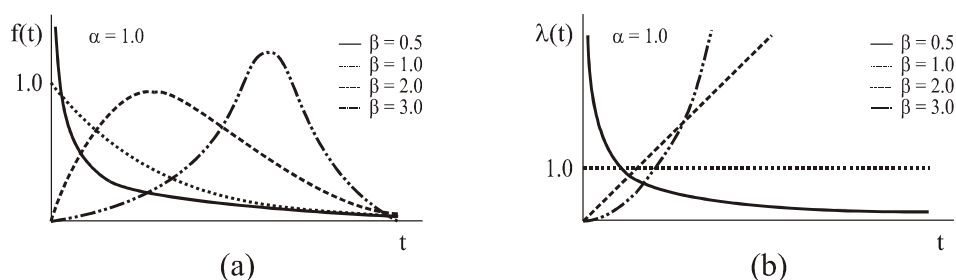 f(t)
α = 1.0
β = 0.5
β = 1.0
β = 2.0
β = 3.0
1.0
t
(a)
λ(t)
α = 1.0
β = 0.5
β = 1.0
β = 2.0
β = 3.0
1.0
t
(b)